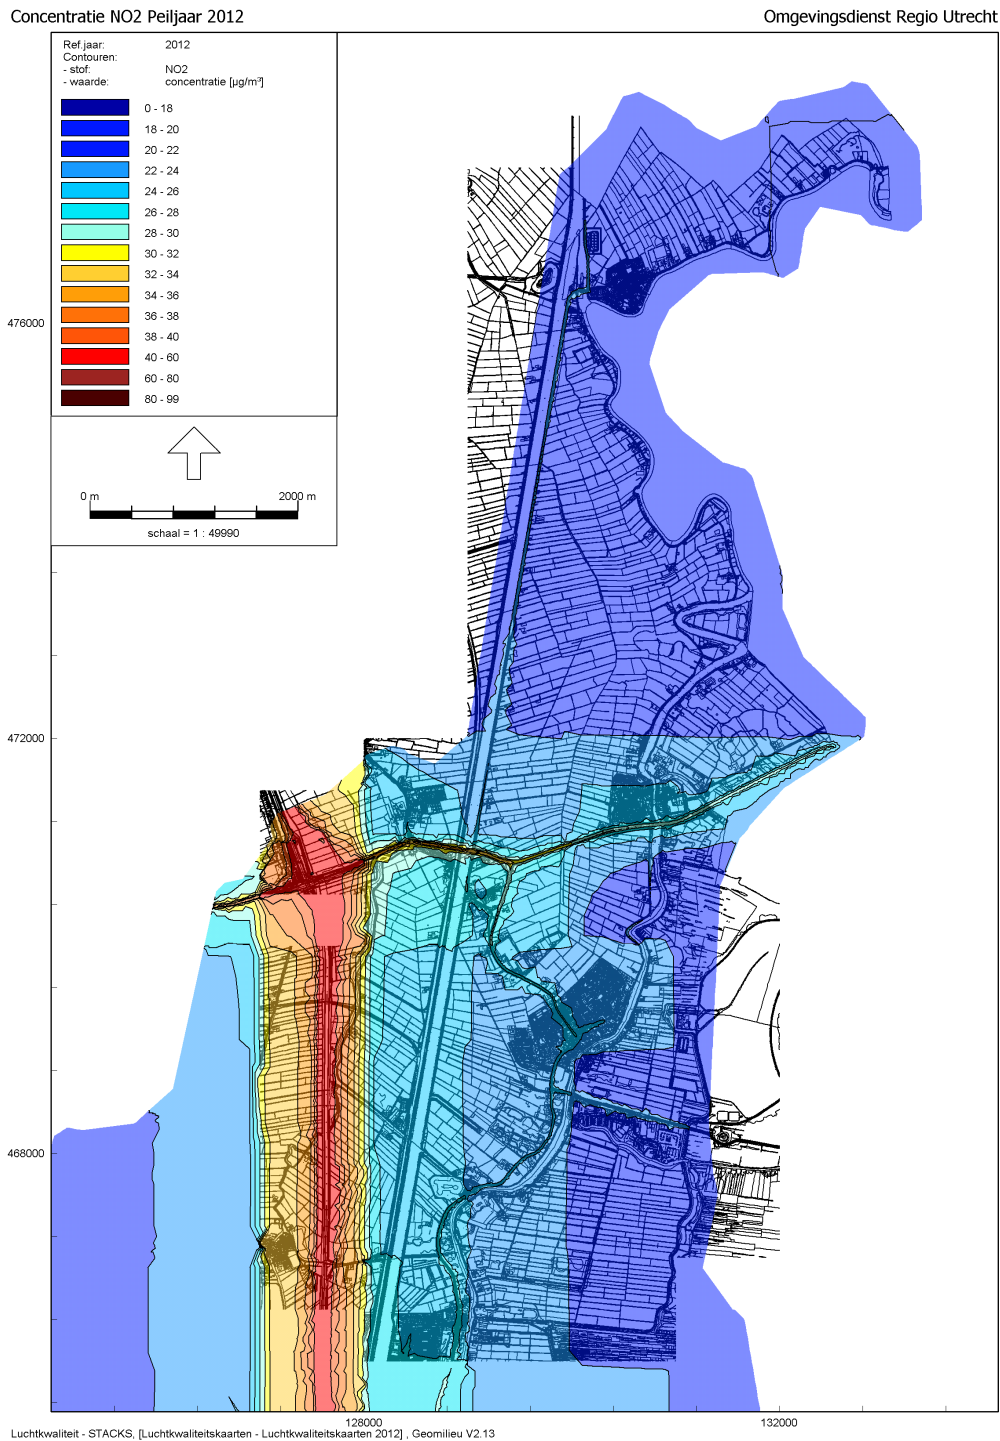 Concentratie NO2 Peiljaar 2012
Omgevingsdienst Regio Utrecht
Ref.jaar: 2012
Contouren:
- stof: NO2
- waarde: concentratie [µg/m³]
0 - 18
18 - 20
20 - 22
22 - 24
24 - 26
26 - 28
28 - 30
30 - 32
32 - 34
34 - 36
36 - 38
38 - 40
40 - 60
60 - 80
80 - 99
0 m 2000 m
schaal = 1 : 49990
476000
472000
468000
128000 132000
Luchtkwaliteit - STACKS, [Luchtkwaliteitskaarten - Luchtkwaliteitskaarten 2012] , Geomilieu V2.13